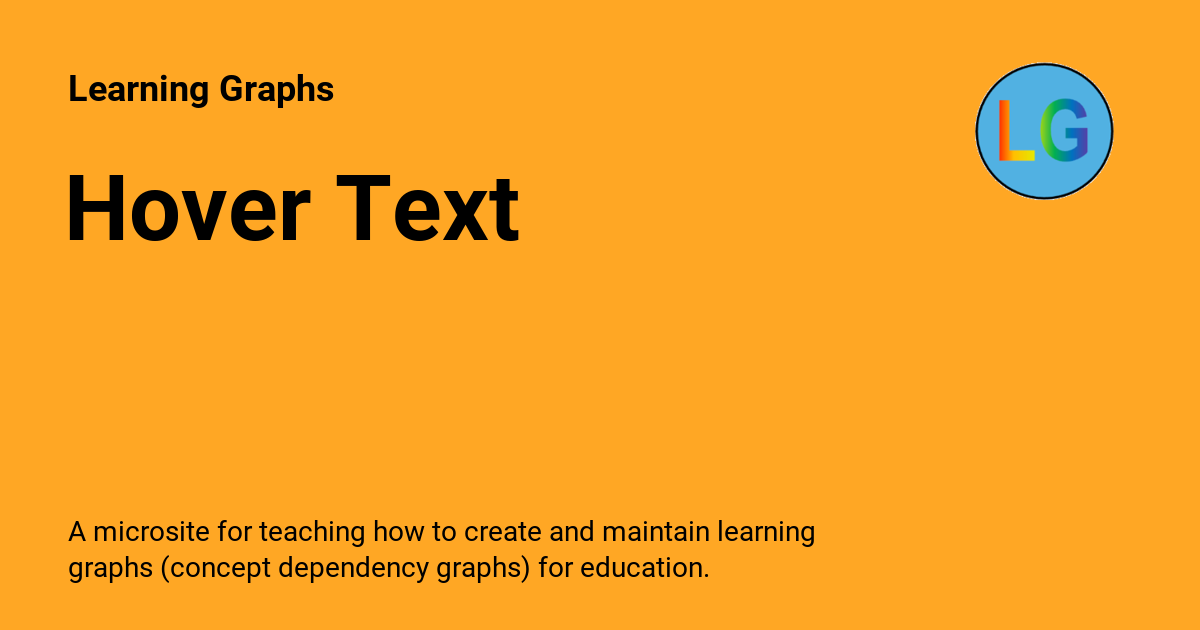 Learning Graphs
LG
Hover Text
A microsite for teaching how to create and maintain learning
graphs (concept dependency graphs) for education.